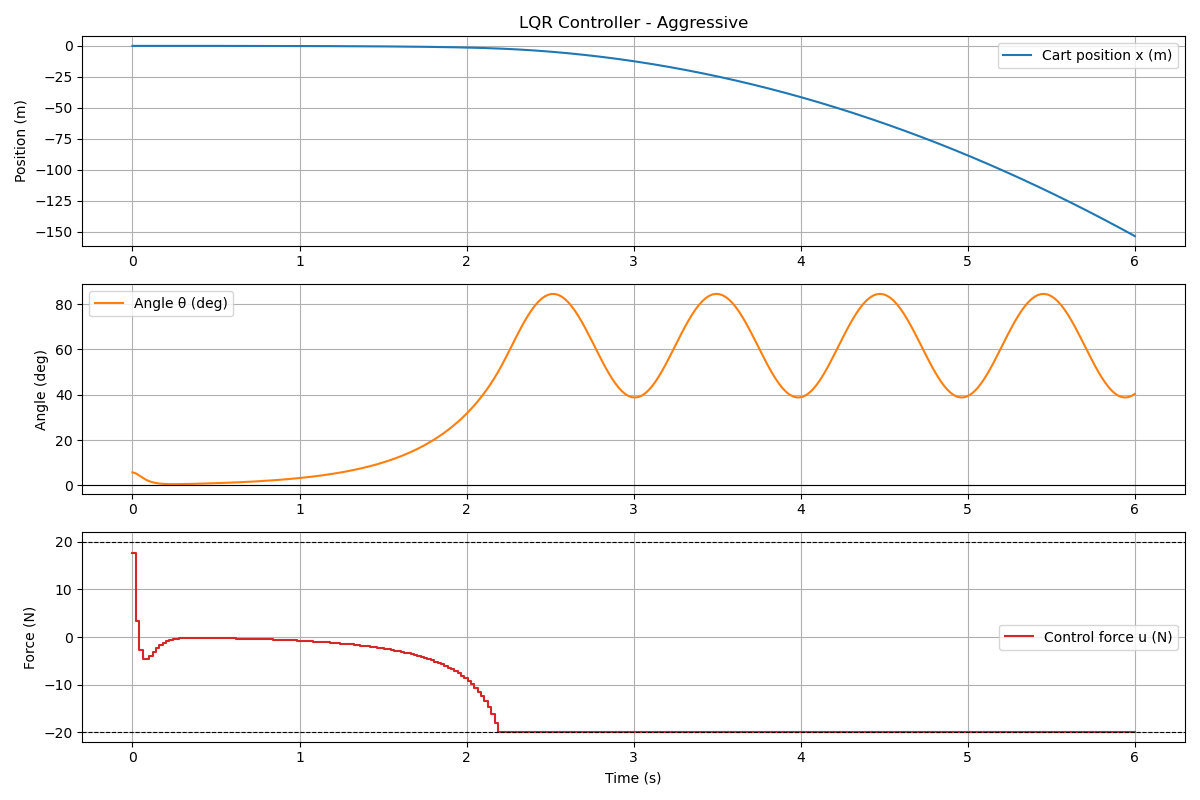 LQR Controller - Aggressive
Position (m)
0
−25
−50
−75
−100
−125
−150
Cart position x (m)
0 1 2 3 4 5 6
Angle (deg)
80
60
40
20
0
Angle θ (deg)
0 1 2 3 4 5 6
Force (N)
20
10
0
−10
−20
Control force u (N)
0 1 2 3 4 5 6
Time (s)